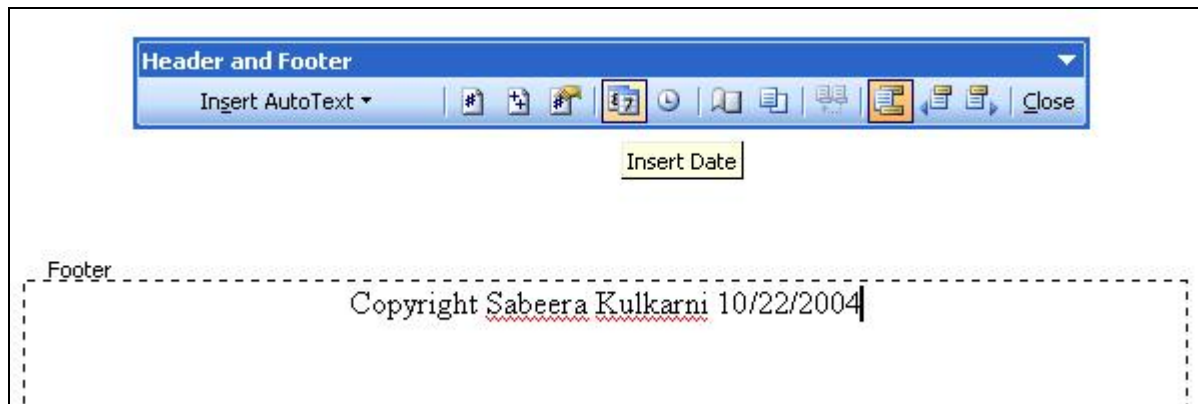 Header and Footer
Insert AutoText Close
Insert Date
Footer
Copyright Sabeera Kulkarni 10/22/2004